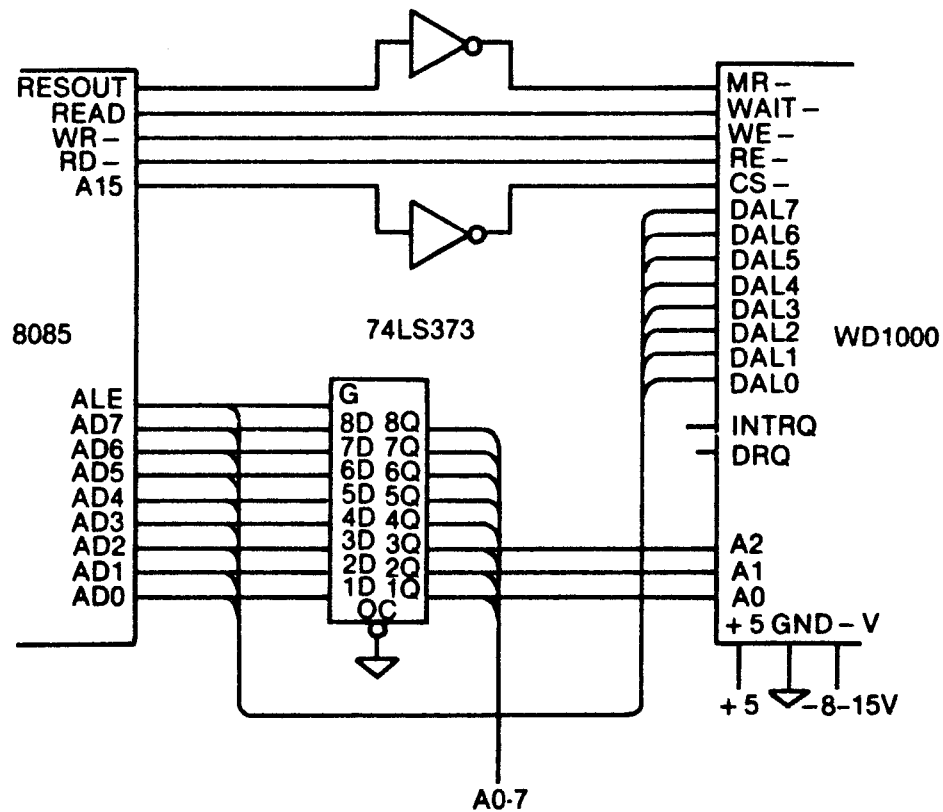 RESOUT
READ
WR-
RD-
A15
8085
ALE
AD7
AD6
AD5
AD4
AD3
AD2
AD1
AD0
74LS373
G
8D 8Q
7D 7Q
6D 6Q
5D 5Q
4D 4Q
3D 3Q
2D 2Q
1D 1Q
OC
A0-7
MR-
WAIT-
WE-
RE-
CS-
DAL7
DAL6
DAL5
DAL4
DAL3
DAL2
DAL1
DAL0
WD1000
INTRQ
DRQ
A2
A1
A0
+5 GND -V
+5
-8-15V